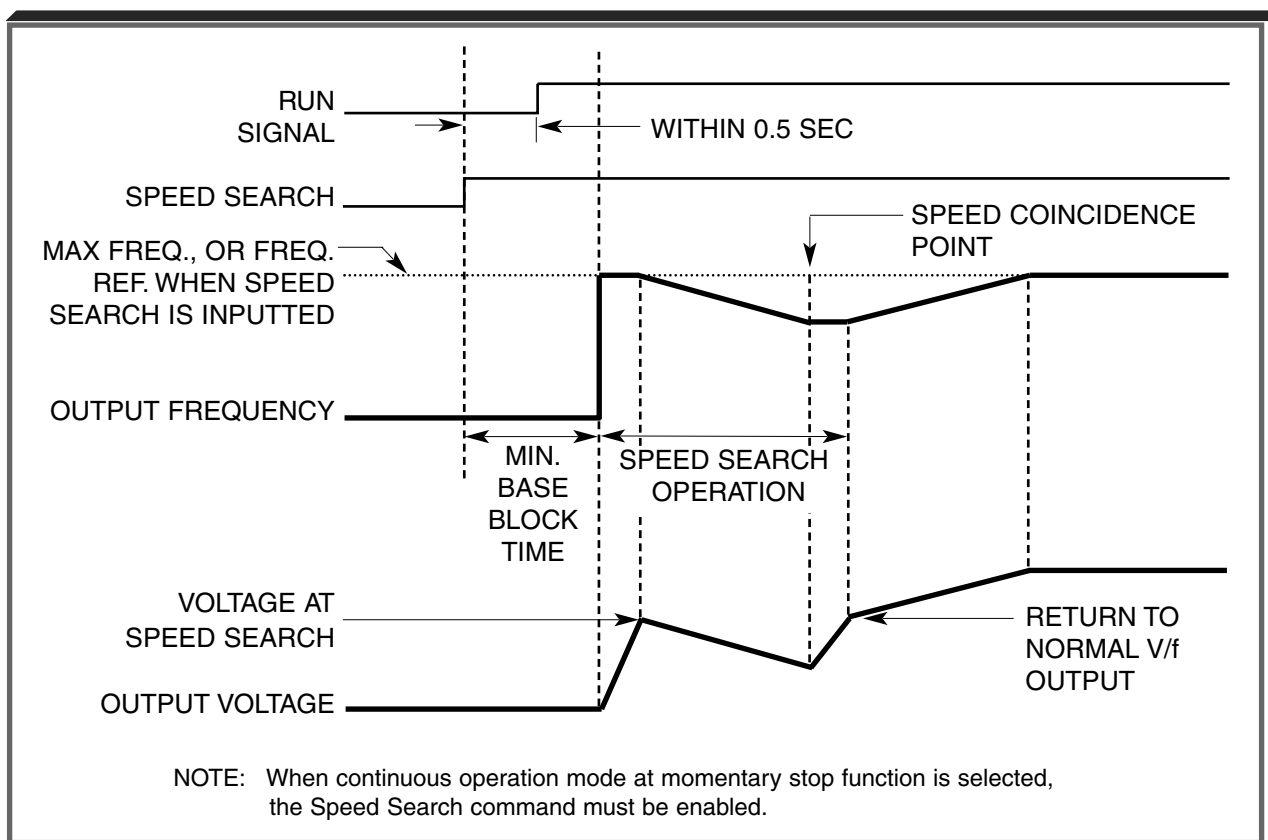 RUN
SIGNAL
WITHIN 0.5 SEC
SPEED SEARCH
SPEED COINCIDENCE
POINT
MAX FREQ., OR FREQ.
REF. WHEN SPEED
SEARCH IS INPUTTED
OUTPUT FREQUENCY
MIN.
BASE
BLOCK
TIME
SPEED SEARCH
OPERATION
VOLTAGE AT
SPEED SEARCH
RETURN TO
NORMAL V/f
OUTPUT
OUTPUT VOLTAGE
NOTE: When continuous operation mode at momentary stop function is selected,
the Speed Search command must be enabled.